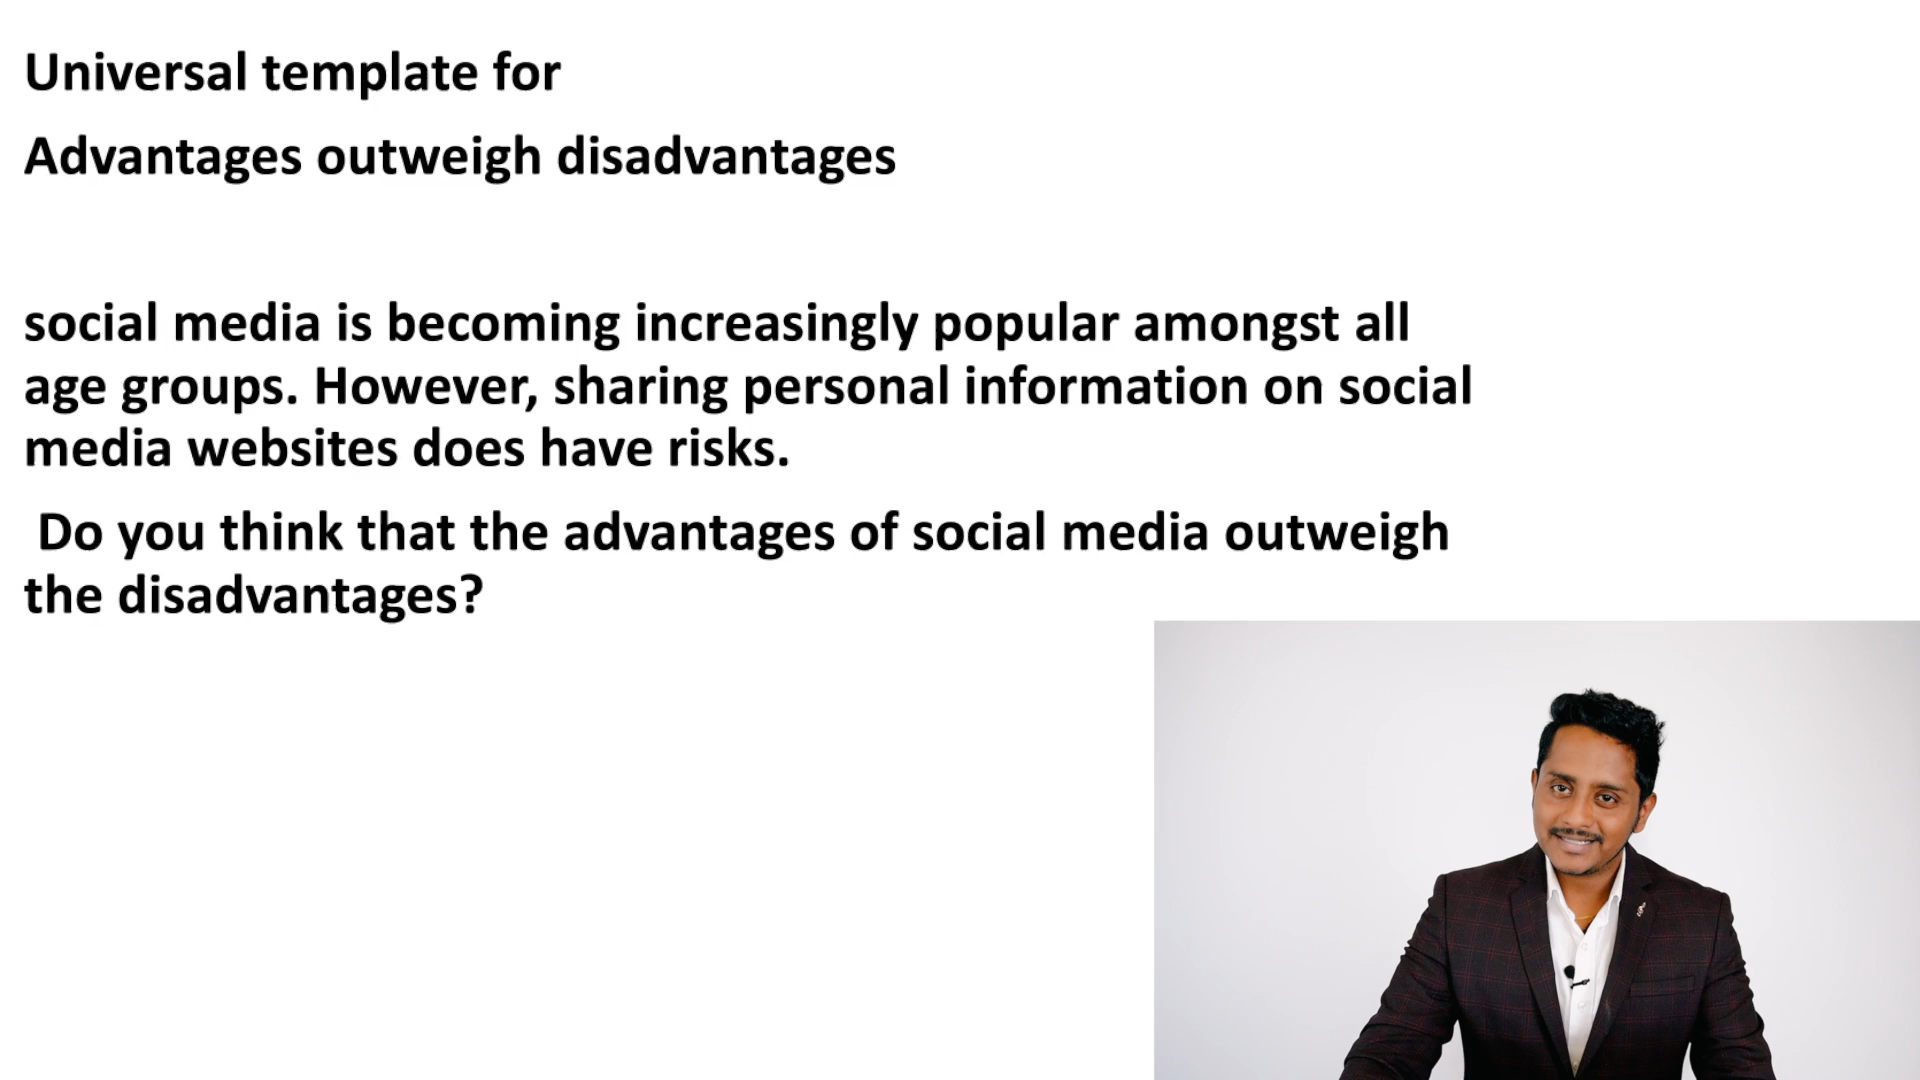 Universal template for
Advantages outweigh disadvantages
social media is becoming increasingly popular amongst all
age groups. However, sharing personal information on social
media websites does have risks.
Do you think that the advantages of social media outweigh
the disadvantages?